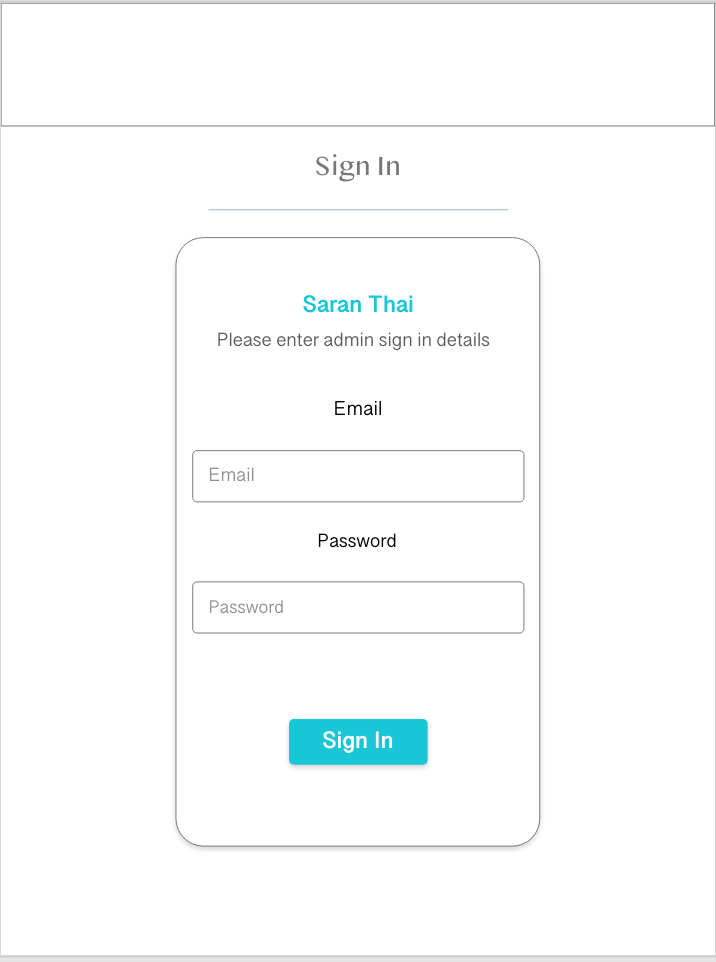 Sign In
Saran Thai
Please enter admin sign in details
Email
Email
Password
Password
Sign In